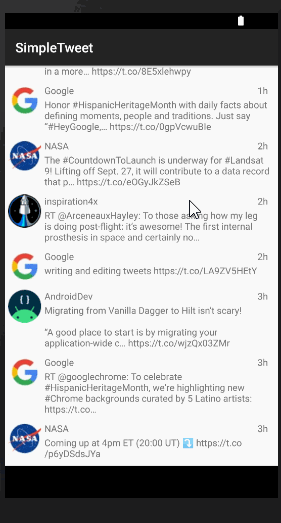 SimpleTweet
in a more... https://t.co/8E5xIehwpy
Google 1h
Honor #HispanicHeritageMonth with daily facts about
defining moments, people and traditions. Just say
"#HeyGoogle,... https://t.co/0gpVcwuBIe
NASA 2h
The #CountdownToLaunch is underway for #Landsat
9! Lifting off Sept. 27, it will contribute to a data record
that p... https://t.co/eOGyJkZSeB
inspiration4x 2h
RT @ArceneauxHayley: To those asking how my leg
is doing post-flight: it's awesome! The first internal
prosthesis in space and certainly no...
Google 2h
writing and editing tweets https://t.co/LA9ZV5HEtY
AndroidDev 3h
Migrating from Vanilla Dagger to Hilt isn't scary!
"A good place to start is by migrating your
application-wide c... https://t.co/wjzQx03ZMr
Google 3h
RT @googlechrome: To celebrate
#HispanicHeritageMonth, we're highlighting new
#Chrome backgrounds curated by 5 Latino artists:
https://t.co...
NASA 3h
Coming up at 4pm ET (20:00 UT) ⤵️ https://t.co
/p6yDSdsJYa